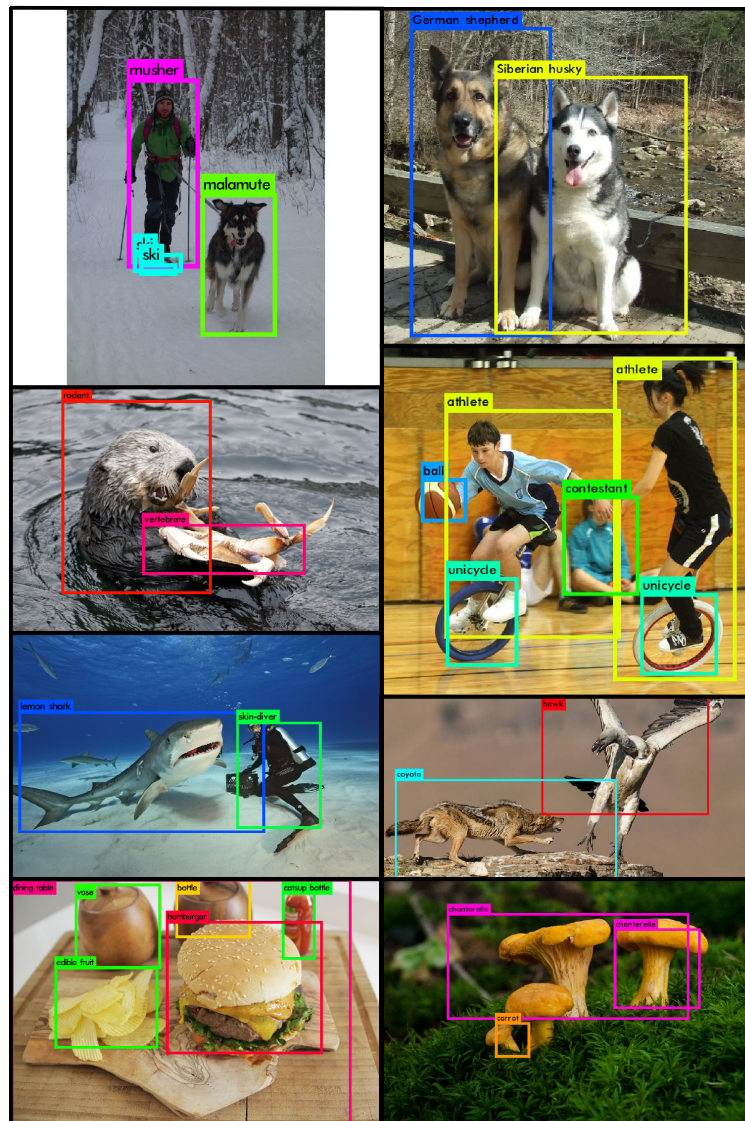 musher
malamute
ski
ski
German shepherd
Siberian husky
rodent
vertebrate
athlete
athlete
ball
contestant
unicycle
unicycle
lemon shark
skin-diver
hawk
coyote
dining table
vase
bottle
catsup bottle
hamburger
edible fruit
chanterelle
chanterelle
carrot